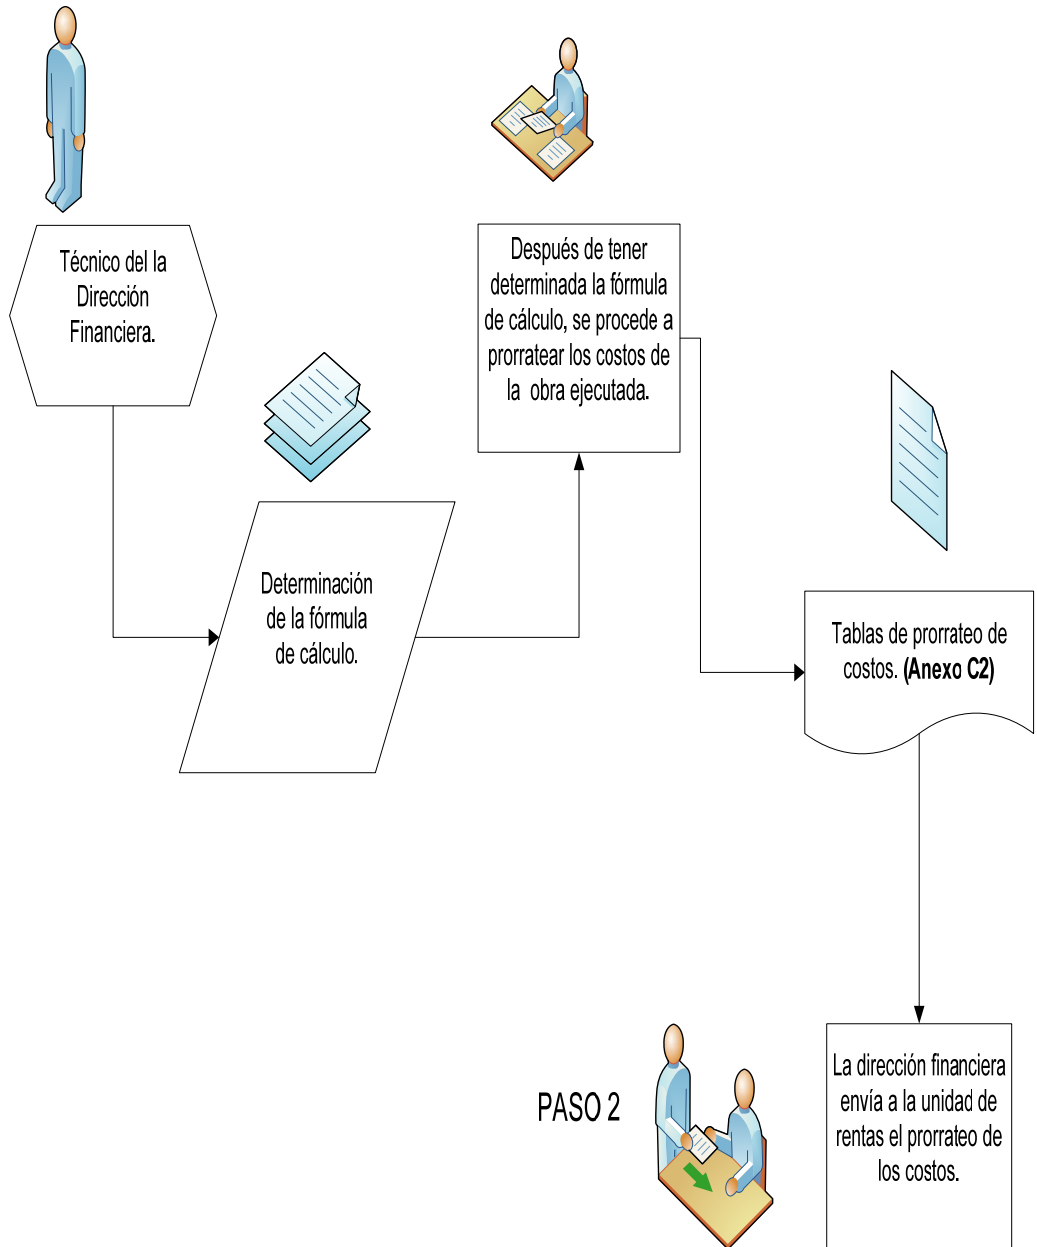 Técnico del la
Dirección
Financiera.
Determinación
de la fórmula
de cálculo.
Después de tener
determinada la fórmula
de cálculo, se procede a
prorratear los costos de
la obra ejecutada.
Tablas de prorrateo de
costos. (Anexo C2)
PASO 2
La dirección financiera
envía a la unidad de
rentas el prorrateo de
los costos.